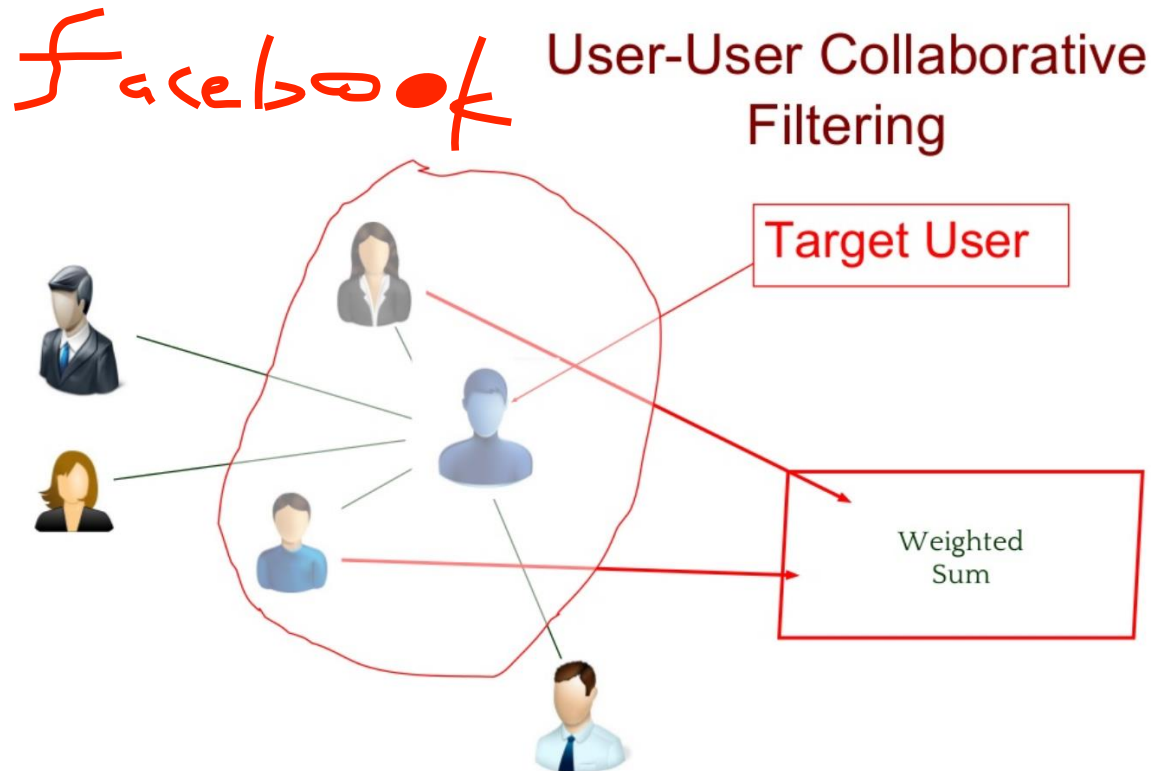 facebook
User-User Collaborative
Filtering
Target User
Weighted
Sum